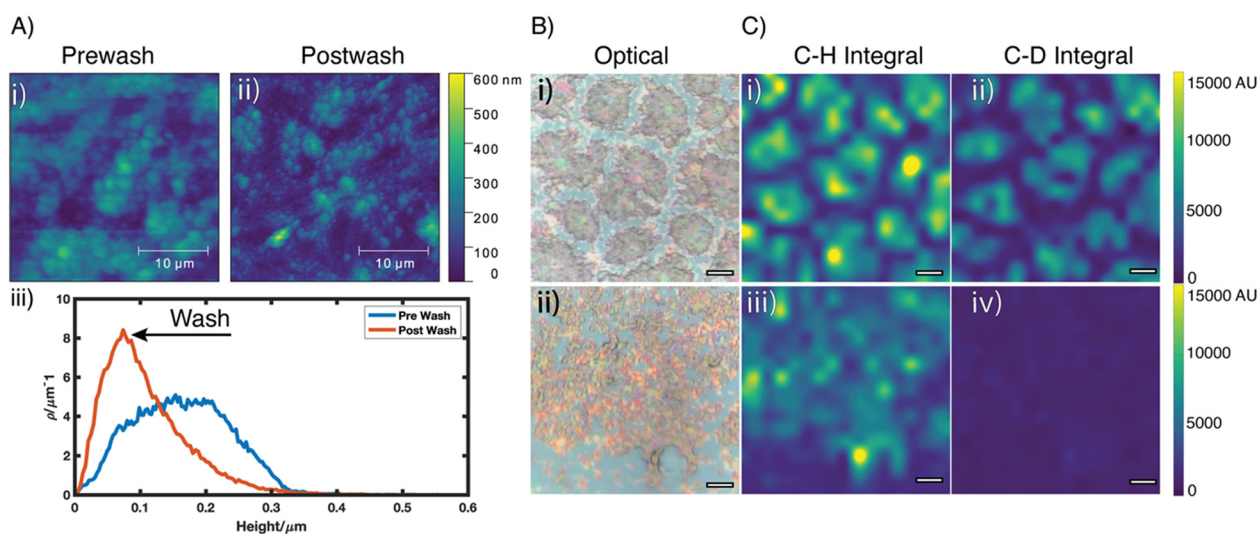 A)
Prewash
Postwash
i)
ii)
600 nm
500
400
300
200
100
0
10 μm
10 μm
iii)
10
8
6
4
2
0
ρ/μm^-1
Wash
Pre Wash
Post Wash
0
0.1
0.2
0.3
0.4
0.5
0.6
Height/μm
B)
Optical
i)
ii)
C)
C-H Integral
C-D Integral
i)
ii)
iii)
iv)
15000 AU
10000
5000
0
15000 AU
10000
5000
0